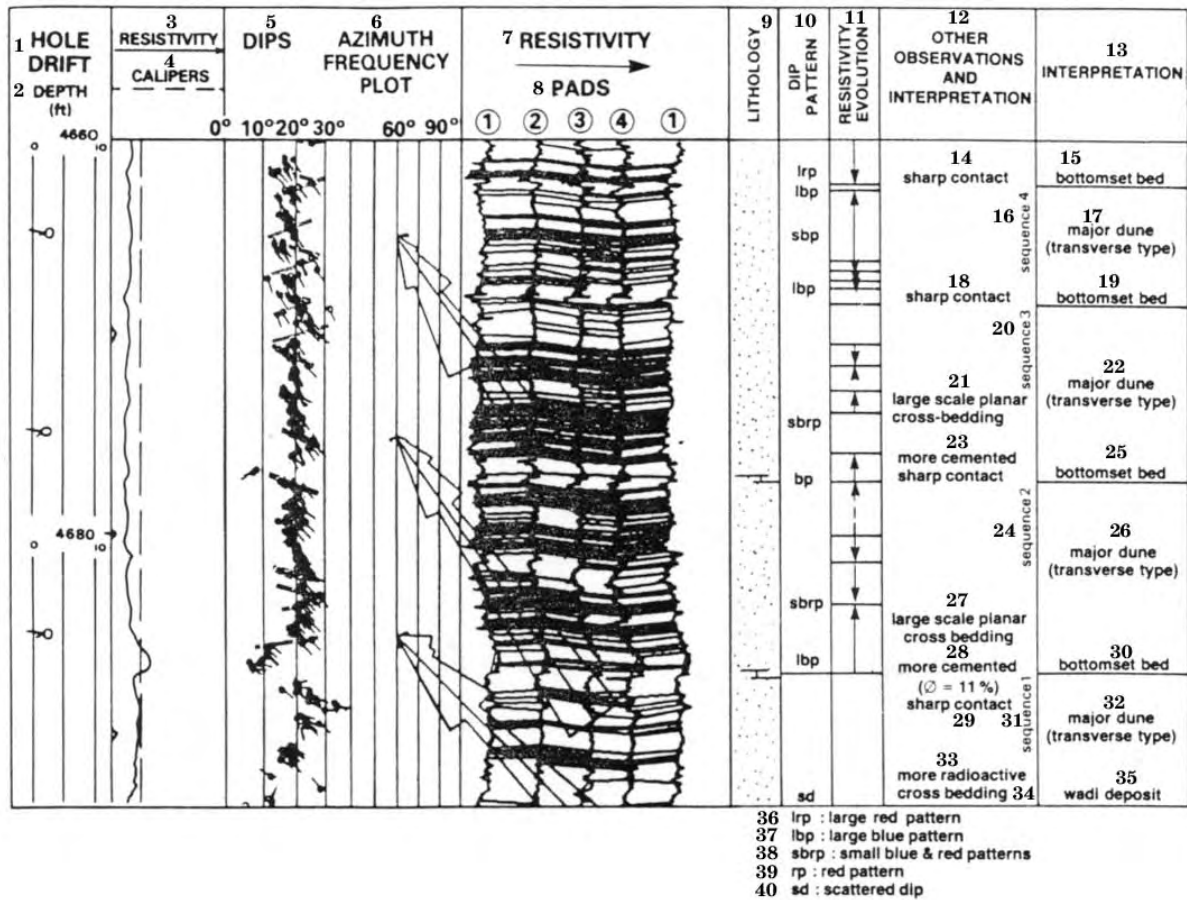 1 HOLE DRIFT
2 DEPTH (ft)
3 RESISTIVITY
4 CALIPERS
5 DIPS
6 AZIMUTH FREQUENCY PLOT
7 RESISTIVITY
8 PADS
9 LITHOLOGY
10 DIP PATTERN
11 RESISTIVITY EVOLUTION
12 OTHER OBSERVATIONS AND INTERPRETATION
13 INTERPRETATION
0° 10° 20° 30° 60° 90°
1 2 3 4 1
4660
0 10
lrp
14
sharp contact
15
bottomset bed
lbp
16 sequence 4
17
major dune
(transverse type)
sbp
lbp
18
sharp contact
19
bottomset bed
20 sequence 3
21
large scale planar
cross-bedding
22
major dune
(transverse type)
sbrp
23
more cemented
sharp contact
25
bottomset bed
bp
4680
0 10
24 sequence 2
26
major dune
(transverse type)
sbrp
27
large scale planar
cross bedding
lbp
28
more cemented
30
bottomset bed
(∅ = 11 %)
sharp contact
29 31 sequence 1
32
major dune
(transverse type)
33
more radioactive
cross bedding 34
35
wadi deposit
sd
36 lrp : large red pattern
37 lbp : large blue pattern
38 sbrp : small blue & red patterns
39 rp : red pattern
40 sd : scattered dip